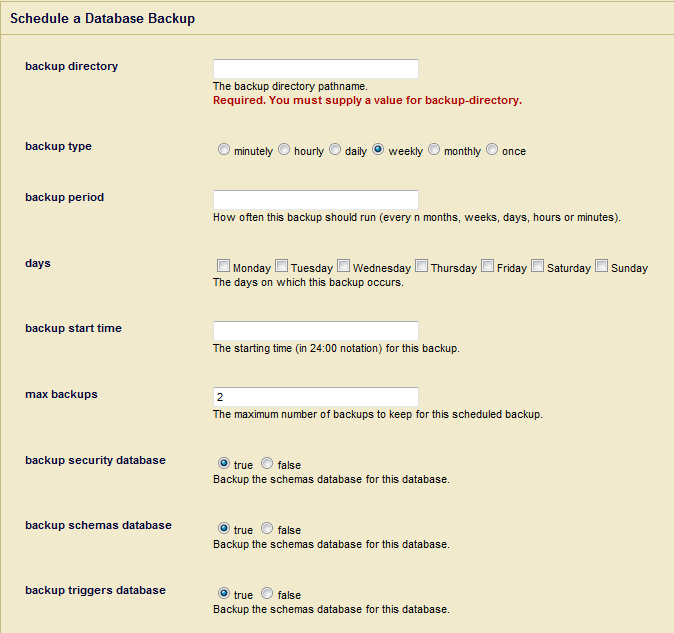 Schedule a Database Backup
backup directory
The backup directory pathname.
Required. You must supply a value for backup-directory.
backup type
minutely hourly daily weekly monthly once
backup period
How often this backup should run (every n months, weeks, days, hours or minutes).
days
Monday Tuesday Wednesday Thursday Friday Saturday Sunday
The days on which this backup occurs.
backup start time
The starting time (in 24:00 notation) for this backup.
max backups
2
The maximum number of backups to keep for this scheduled backup.
backup security database
true false
Backup the schemas database for this database.
backup schemas database
true false
Backup the schemas database for this database.
backup triggers database
true false
Backup the schemas database for this database.